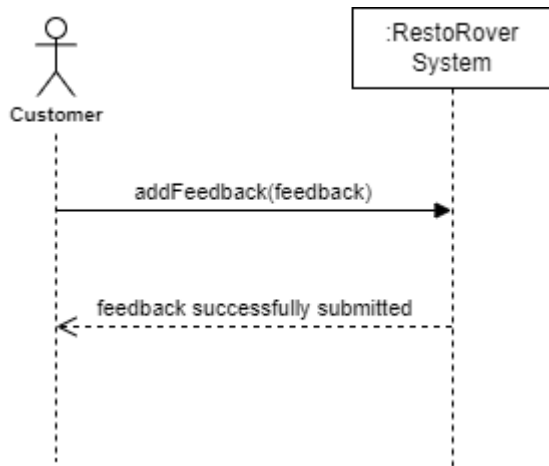 :RestoRover
System
Customer
addFeedback(feedback)
feedback successfully submitted